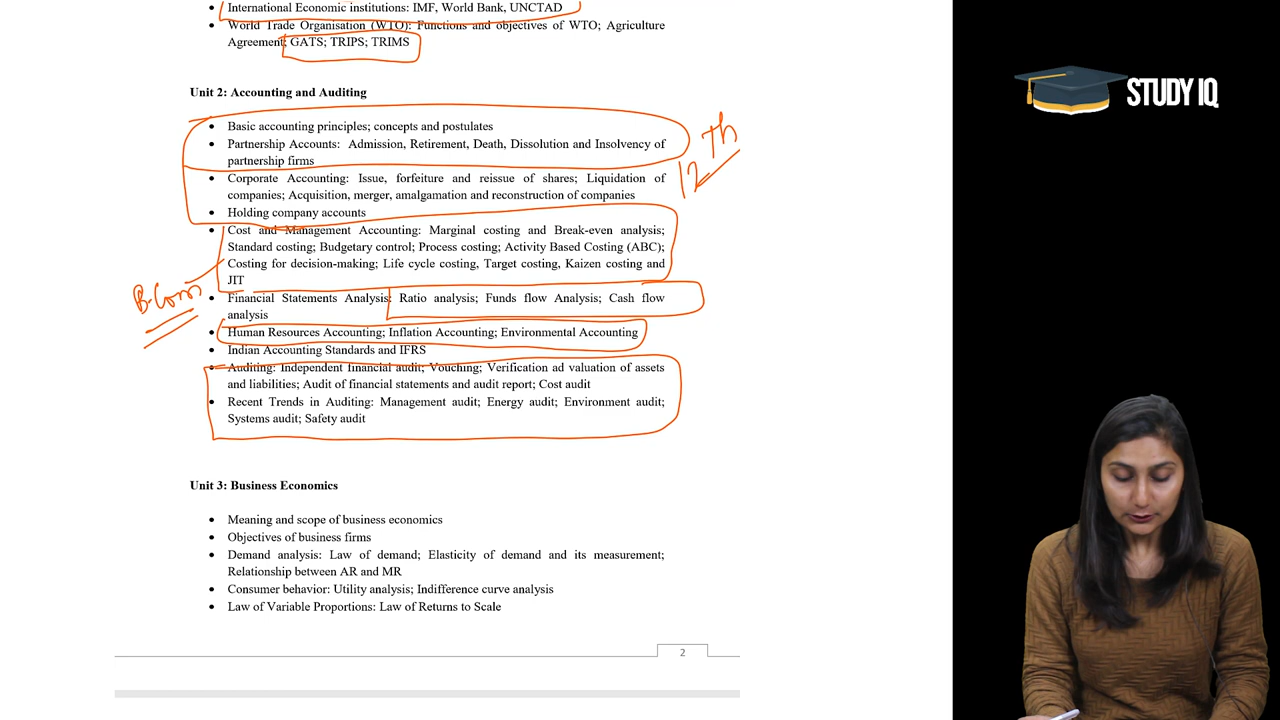 International Economic institutions: IMF, World Bank, UNCTAD
World Trade Organisation (WTO): Functions and objectives of WTO; Agriculture
Agreement; GATS; TRIPS; TRIMS
STUDY IQ
Unit 2: Accounting and Auditing
Basic accounting principles; concepts and postulates
Partnership Accounts: Admission, Retirement, Death, Dissolution and Insolvency of
partnership firms
12th
Corporate Accounting: Issue, forfeiture and reissue of shares; Liquidation of
companies; Acquisition, merger, amalgamation and reconstruction of companies
Holding company accounts
Cost and Management Accounting: Marginal costing and Break-even analysis;
Standard costing; Budgetary control; Process costing; Activity Based Costing (ABC);
Costing for decision-making; Life cycle costing, Target costing, Kaizen costing and
JIT
B.Com
Financial Statements Analysis: Ratio analysis; Funds flow Analysis; Cash flow
analysis
Human Resources Accounting; Inflation Accounting; Environmental Accounting
Indian Accounting Standards and IFRS
Auditing: Independent financial audit; Vouching; Verification ad valuation of assets
and liabilities; Audit of financial statements and audit report; Cost audit
Recent Trends in Auditing: Management audit; Energy audit; Environment audit;
Systems audit; Safety audit
Unit 3: Business Economics
Meaning and scope of business economics
Objectives of business firms
Demand analysis: Law of demand; Elasticity of demand and its measurement;
Relationship between AR and MR
Consumer behavior: Utility analysis; Indifference curve analysis
Law of Variable Proportions: Law of Returns to Scale
2